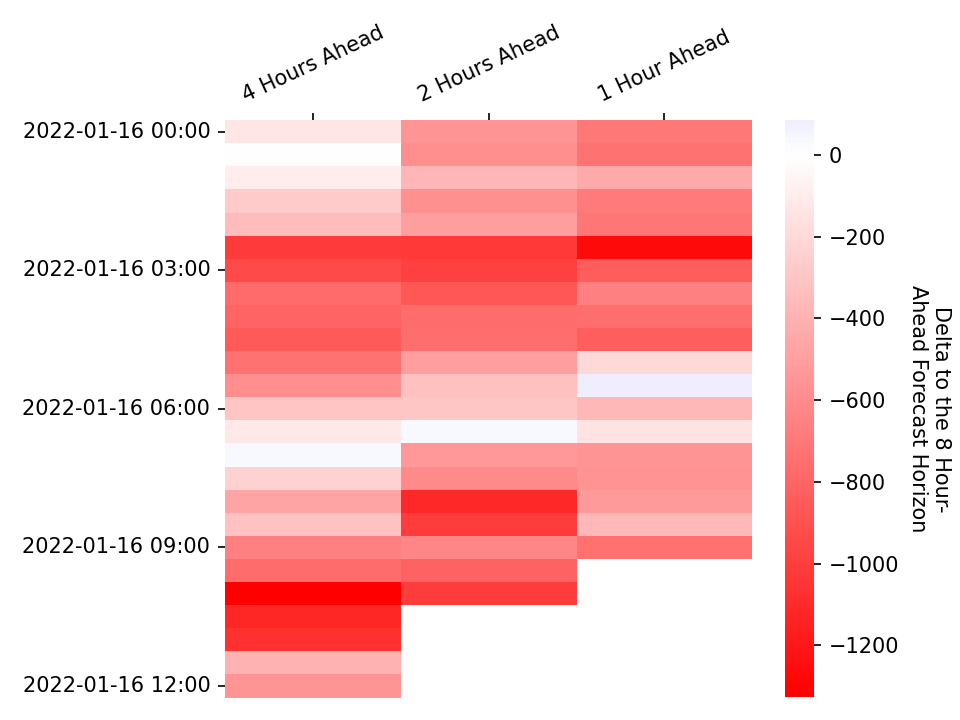 4 Hours Ahead
2 Hours Ahead
1 Hour Ahead
2022-01-16 00:00
2022-01-16 03:00
2022-01-16 06:00
2022-01-16 09:00
2022-01-16 12:00
0
−200
−400
−600
−800
−1000
−1200
Delta to the 8 Hour-
Ahead Forecast Horizon